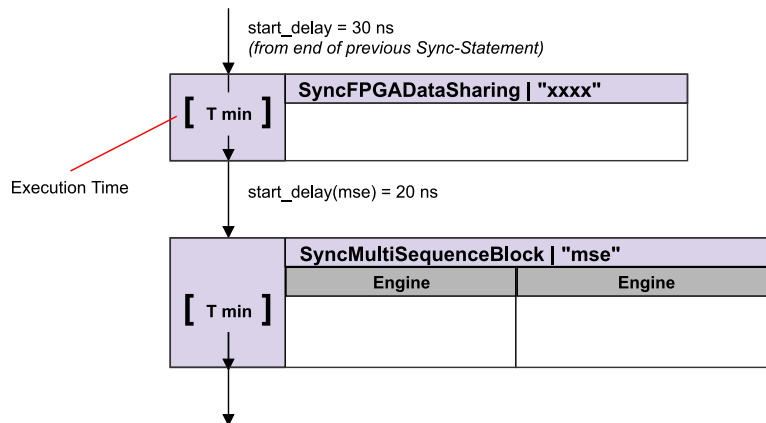 start_delay = 30 ns
(from end of previous Sync-Statement)
SyncFPGADataSharing | "xxxx"
[ T min ]
Execution Time
start_delay(mse) = 20 ns
SyncMultiSequenceBlock | "mse"
Engine Engine
[ T min ]